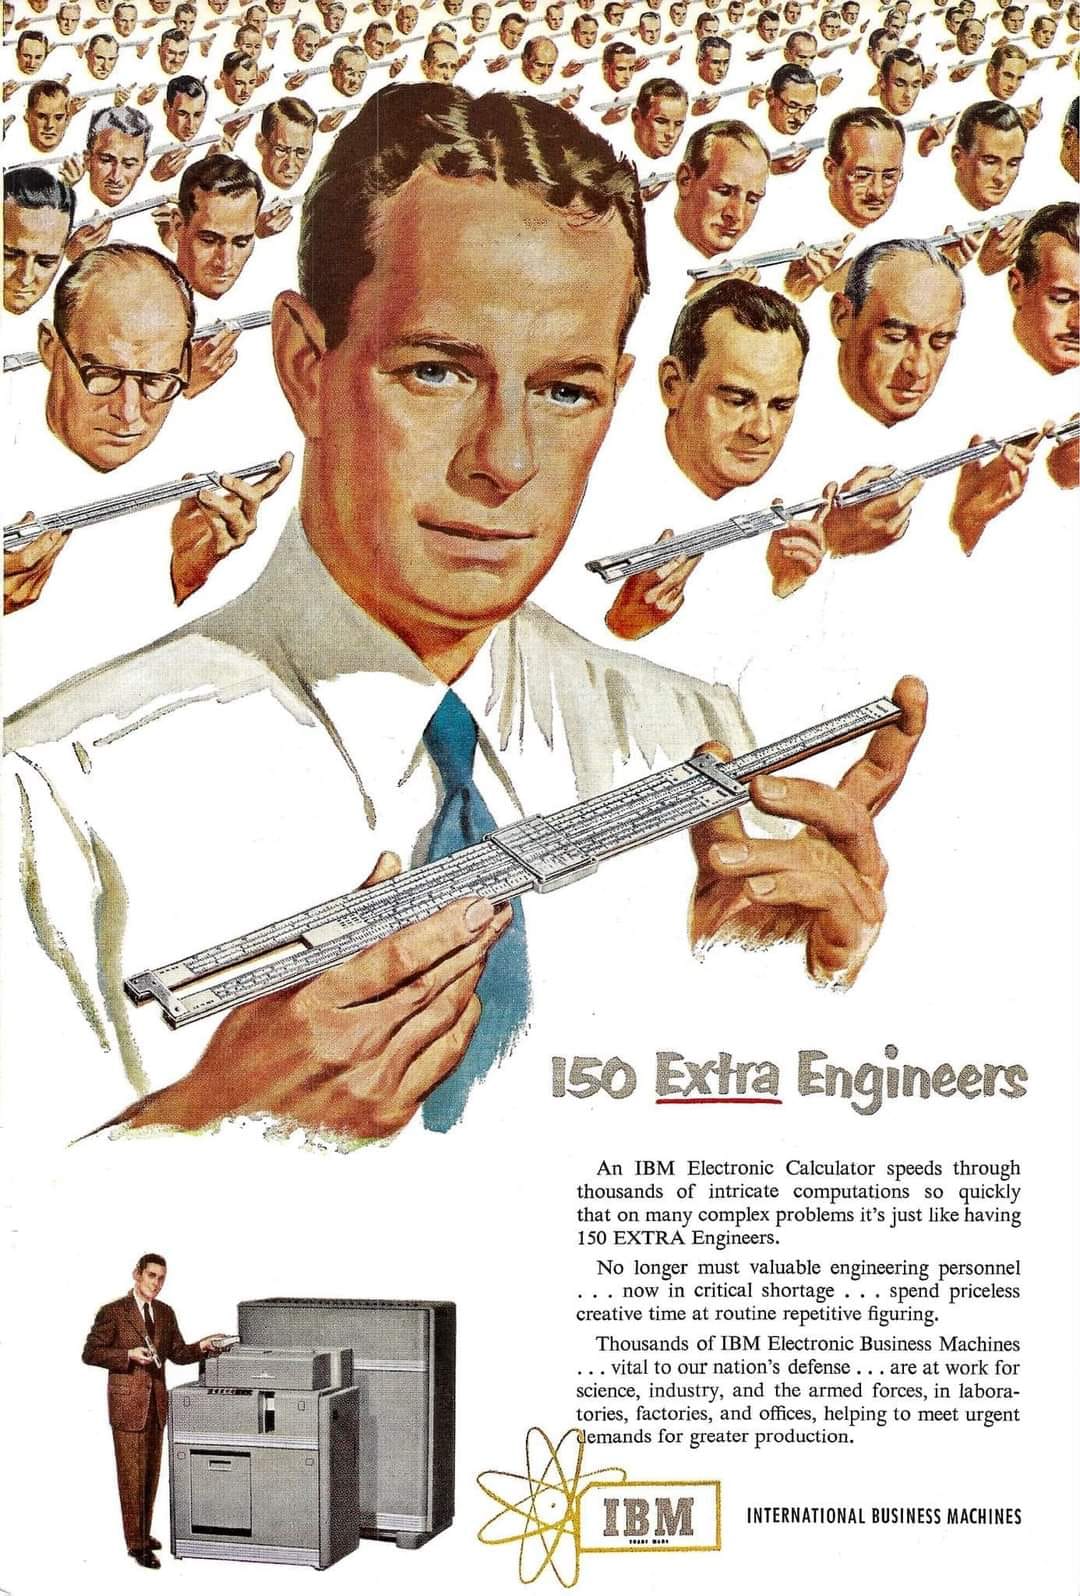 150 Extra Engineers
An IBM Electronic Calculator speeds through
thousands of intricate computations so quickly
that on many complex problems it's just like having
150 EXTRA Engineers.
No longer must valuable engineering personnel
. . . now in critical shortage . . . spend priceless
creative time at routine repetitive figuring.
Thousands of IBM Electronic Business Machines
. . . vital to our nation's defense . . . are at work for
science, industry, and the armed forces, in labora-
tories, factories, and offices, helping to meet urgent
demands for greater production.
IBM
TRADE MARK
INTERNATIONAL BUSINESS MACHINES